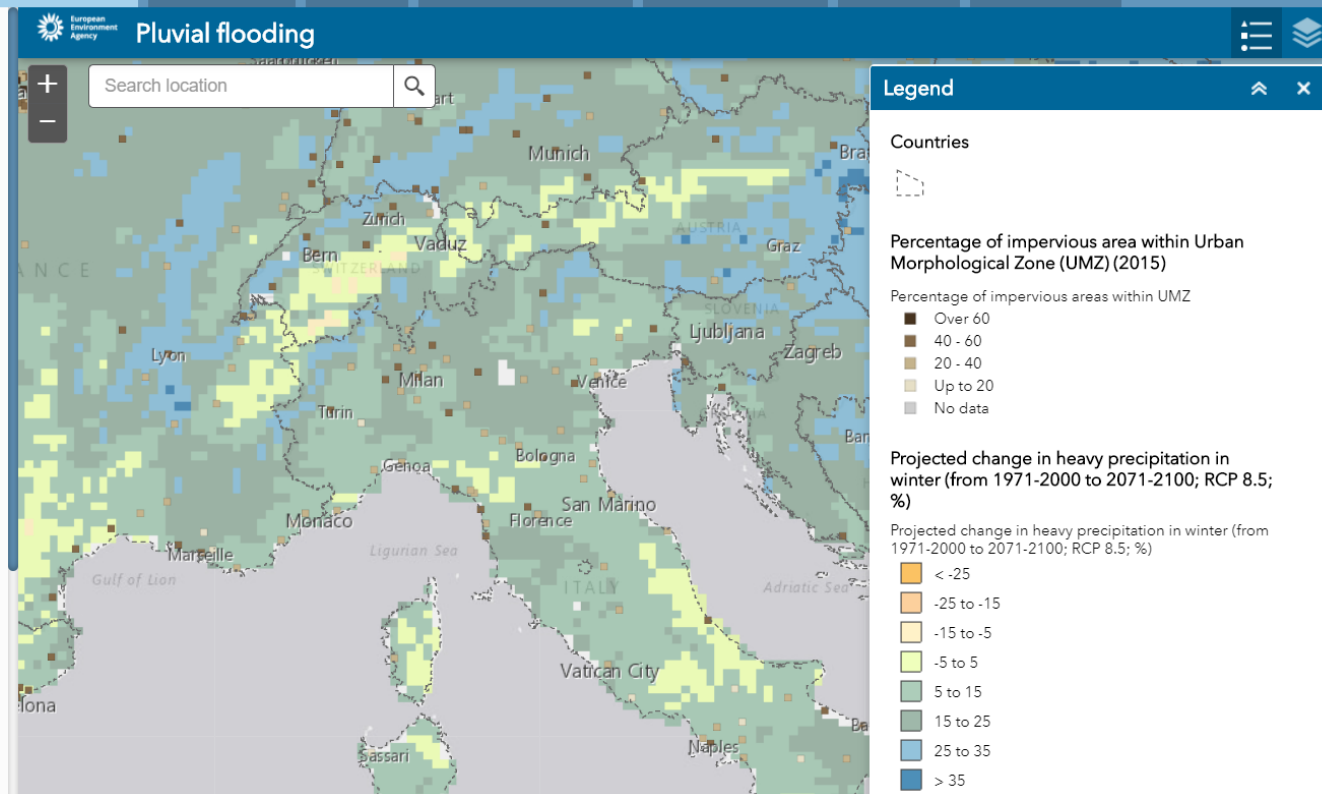 European
Environment
Agency
Pluvial flooding
Search location
+
−
Legend
Countries
Percentage of impervious area within Urban
Morphological Zone (UMZ) (2015)
Percentage of impervious areas within UMZ
Over 60
40 - 60
20 - 40
Up to 20
No data
Projected change in heavy precipitation in
winter (from 1971-2000 to 2071-2100; RCP 8.5;
%)
Projected change in heavy precipitation in winter (from
1971-2000 to 2071-2100; RCP 8.5; %)
< -25
-25 to -15
-15 to -5
-5 to 5
5 to 15
15 to 25
25 to 35
> 35
art
Munich
Bra
Zurich
Vaduz
AUSTRIA
Graz
Bern
SWITZERLAND
ANCE
SLOVENIA
Ljubljana
Zagreb
Lyon
Milan
Venice
Turin
Ban
Genoa
Bologna
San Marino
Florence
Monaco
Marseille
Ligurian Sea
Gulf of Lion
ITALY
Adriatic Sea
Vatican City
lona
Ba
Naples
Sassari